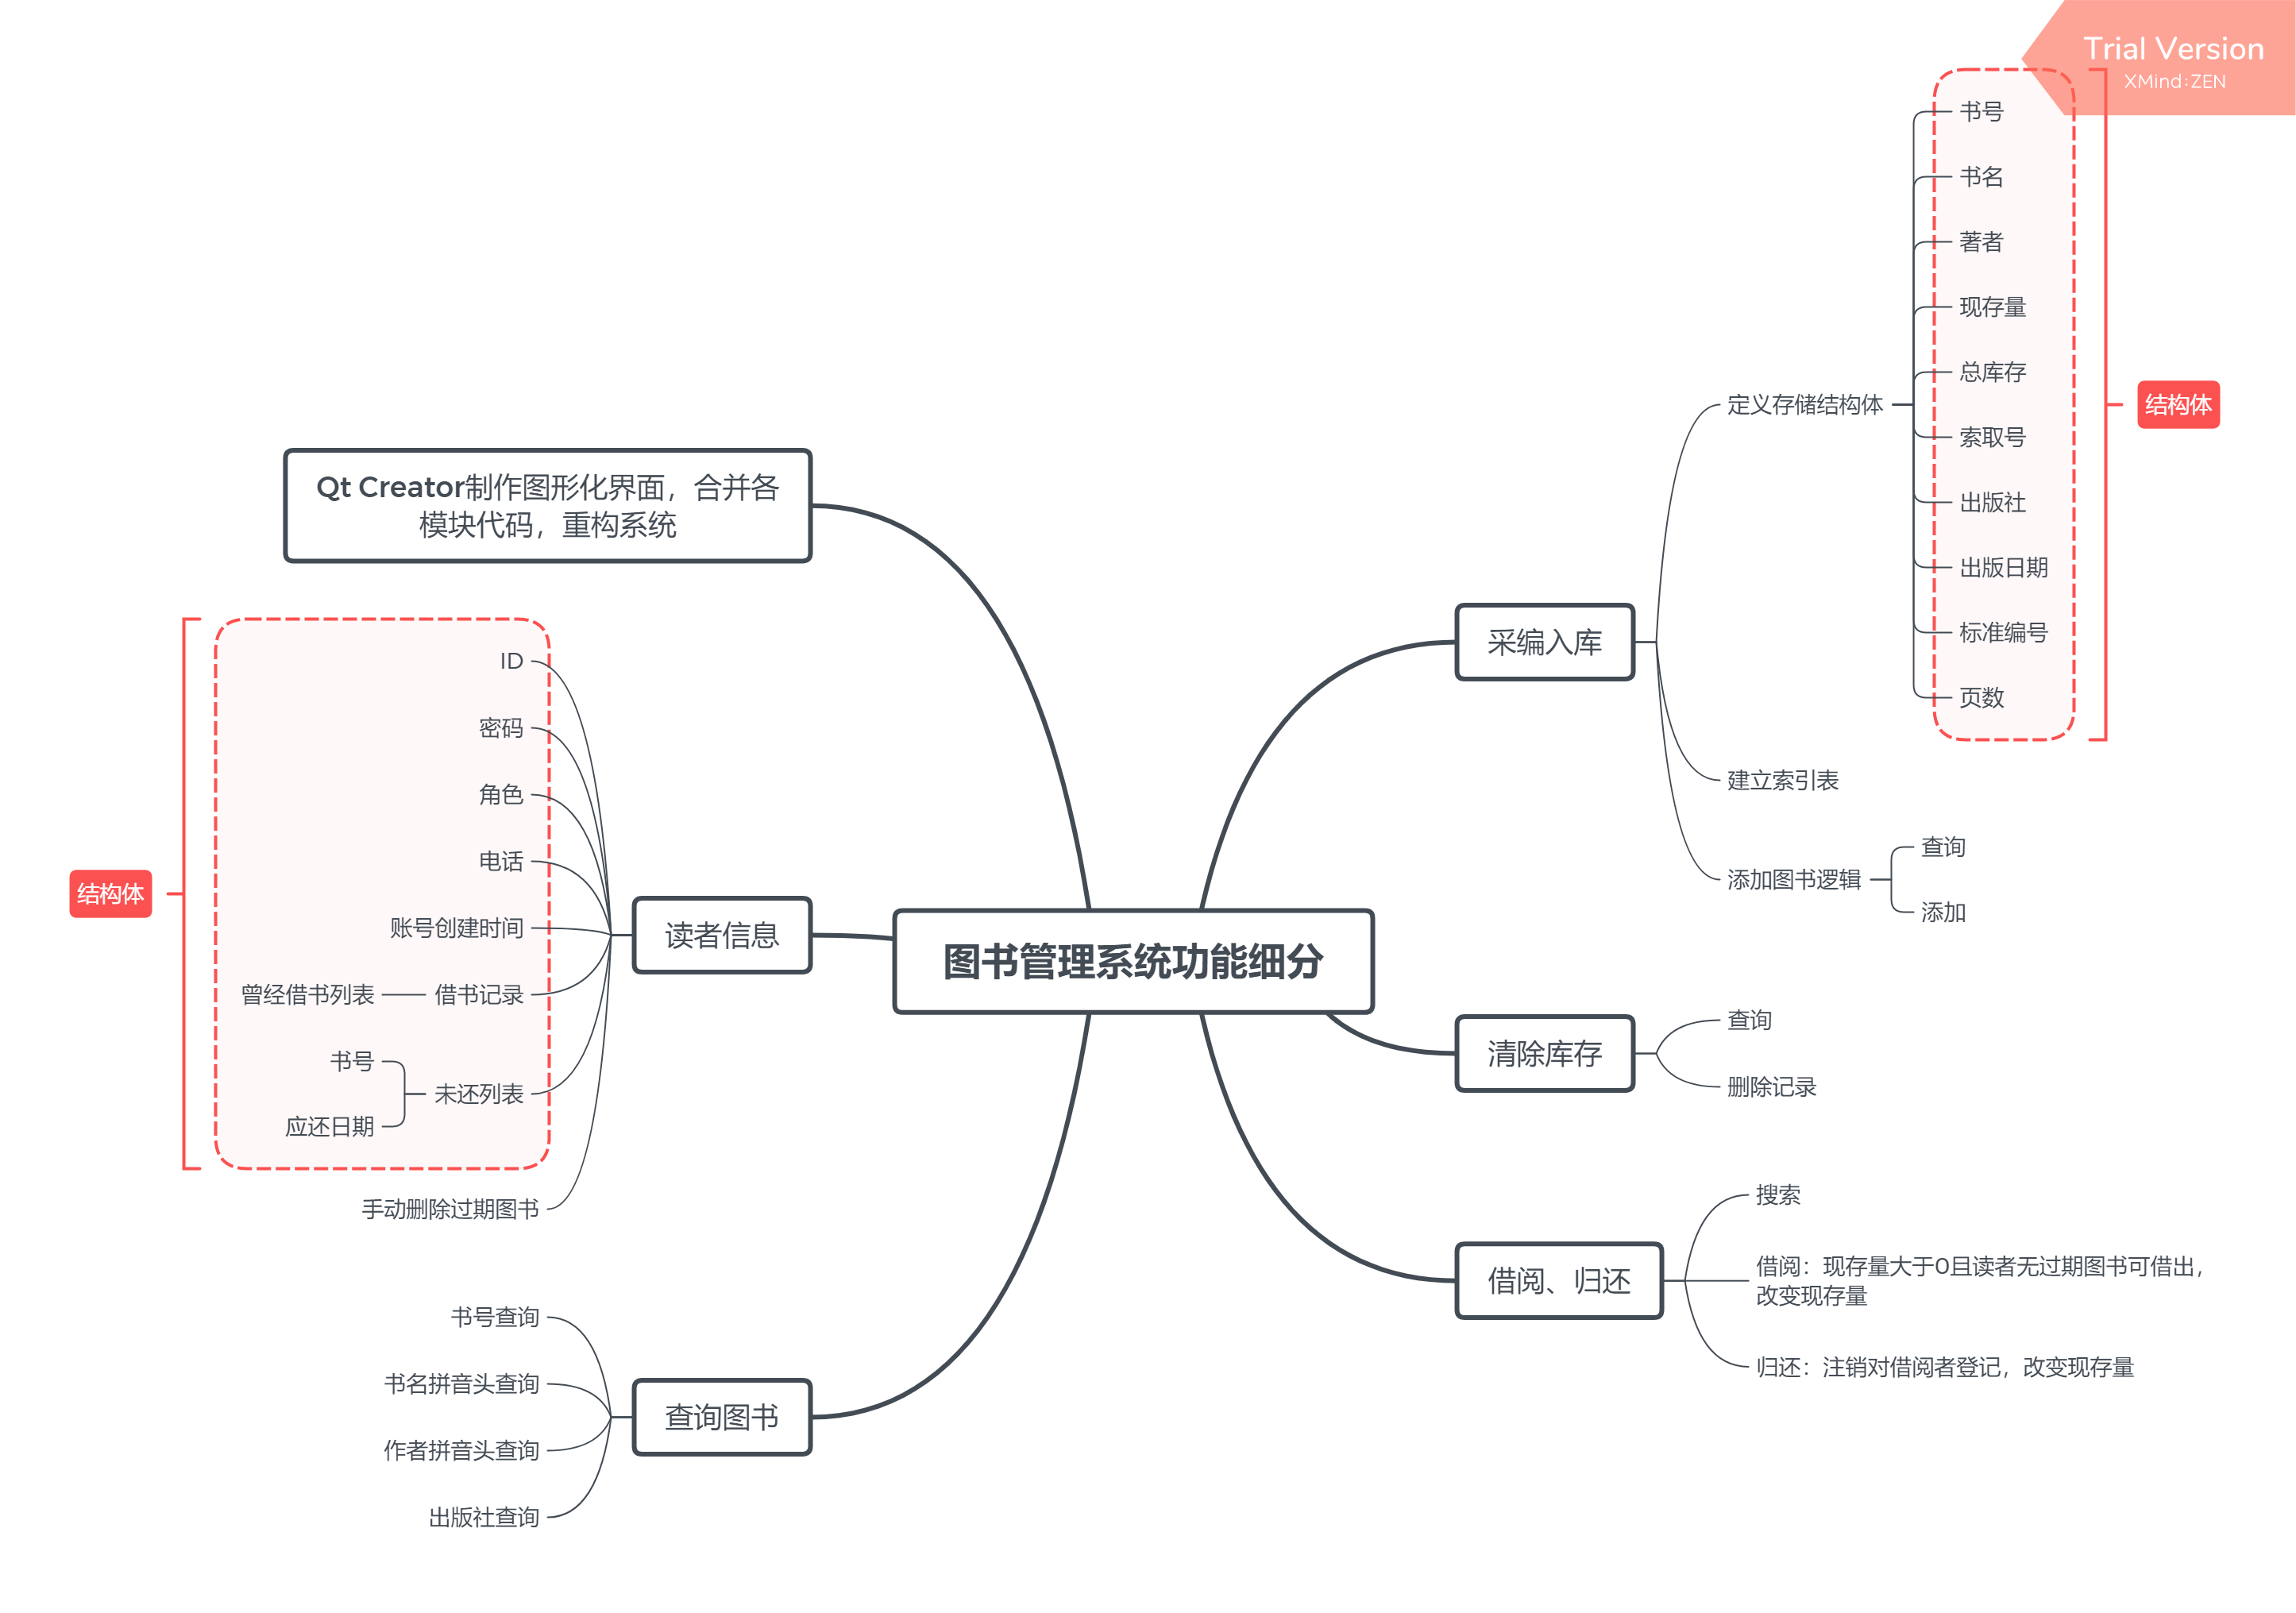 Trial Version
XMind:ZEN
图书管理系统功能细分
采编入库
定义存储结构体
书号
书名
著者
现存量
总库存
索取号
出版社
出版日期
标准编号
页数
结构体
建立索引表
添加图书逻辑
查询
添加
清除库存
查询
删除记录
借阅、归还
搜索
借阅：现存量大于0且读者无过期图书可借出，
改变现存量
归还：注销对借阅者登记，改变现存量
Qt Creator制作图形化界面，合并各
模块代码，重构系统
读者信息
ID
密码
角色
电话
账号创建时间
借书记录
曾经借书列表
未还列表
书号
应还日期
结构体
手动删除过期图书
查询图书
书号查询
书名拼音头查询
作者拼音头查询
出版社查询